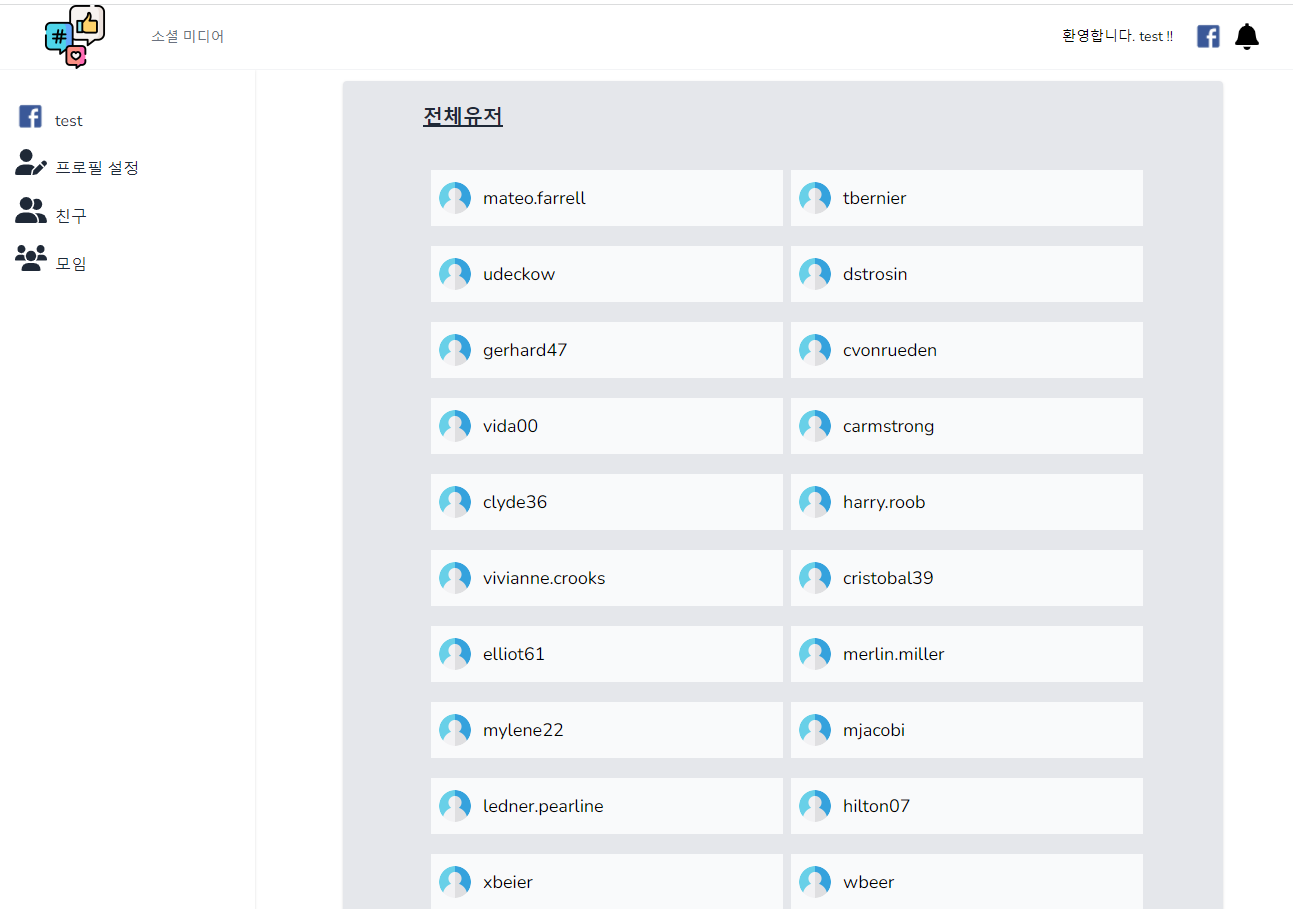 소셜 미디어
환영합니다. test !!
test
프로필 설정
친구
모임
전체유저
mateo.farrell
tbernier
udeckow
dstrosin
gerhard47
cvonrueden
vida00
carmstrong
clyde36
harry.roob
vivianne.crooks
cristobal39
elliot61
merlin.miller
mylene22
mjacobi
ledner.pearline
hilton07
xbeier
wbeer